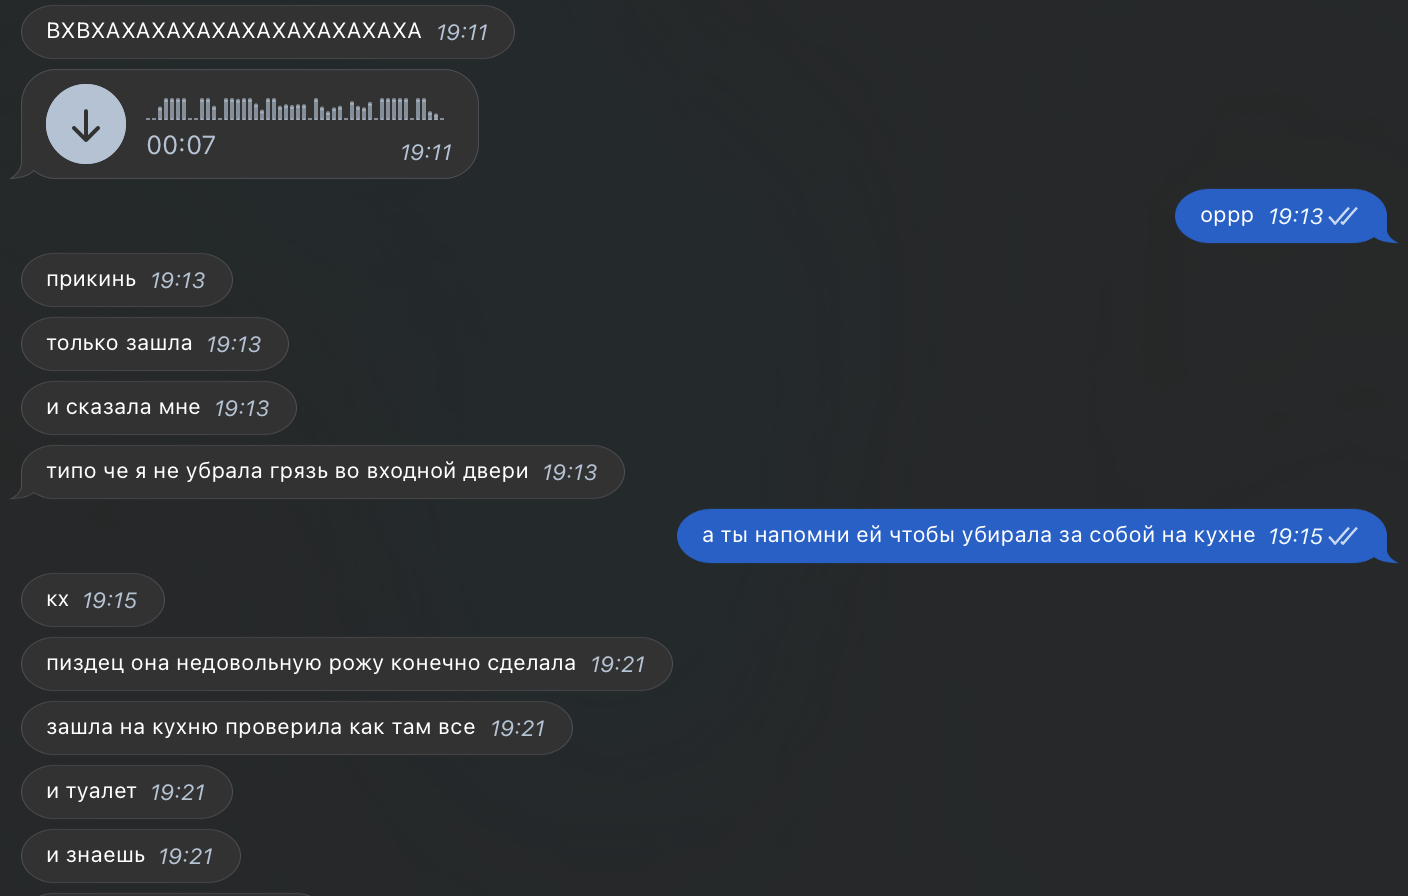 ВХВХАХАХАХАХАХАХАХАХАХАХА 19:11
00:07
19:11
оррр 19:13
прикинь 19:13
только зашла 19:13
и сказала мне 19:13
типо че я не убрала грязь во входной двери 19:13
а ты напомни ей чтобы убирала за собой на кухне 19:15
кх 19:15
пиздец она недовольную рожу конечно сделала 19:21
зашла на кухню проверила как там все 19:21
и туалет 19:21
и знаешь 19:21